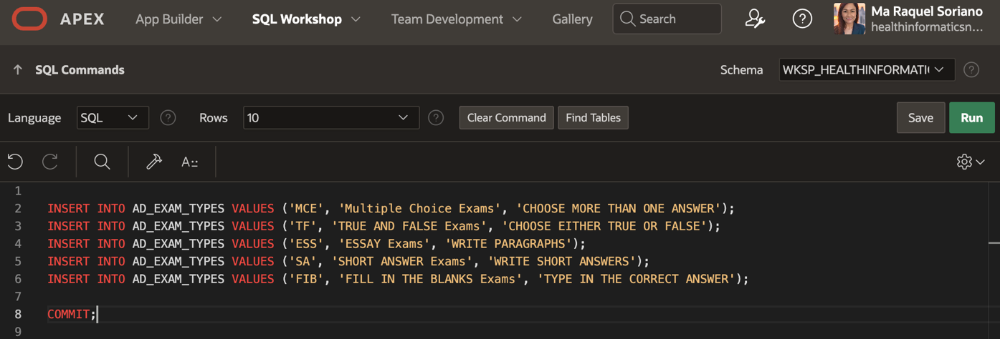 APEX App Builder SQL Workshop Team Development Gallery Search Ma Raquel Soriano
healthinformaticsn...
SQL Commands Schema WKSP_HEALTHINFORMATI
Language SQL Rows 10 Clear Command Find Tables Save Run
A::
1
2 INSERT INTO AD_EXAM_TYPES VALUES ('MCE', 'Multiple Choice Exams', 'CHOOSE MORE THAN ONE ANSWER');
3 INSERT INTO AD_EXAM_TYPES VALUES ('TF', 'TRUE AND FALSE Exams', 'CHOOSE EITHER TRUE OR FALSE');
4 INSERT INTO AD_EXAM_TYPES VALUES ('ESS', 'ESSAY Exams', 'WRITE PARAGRAPHS');
5 INSERT INTO AD_EXAM_TYPES VALUES ('SA', 'SHORT ANSWER Exams', 'WRITE SHORT ANSWERS');
6 INSERT INTO AD_EXAM_TYPES VALUES ('FIB', 'FILL IN THE BLANKS Exams', 'TYPE IN THE CORRECT ANSWER');
7
8 COMMIT;
9